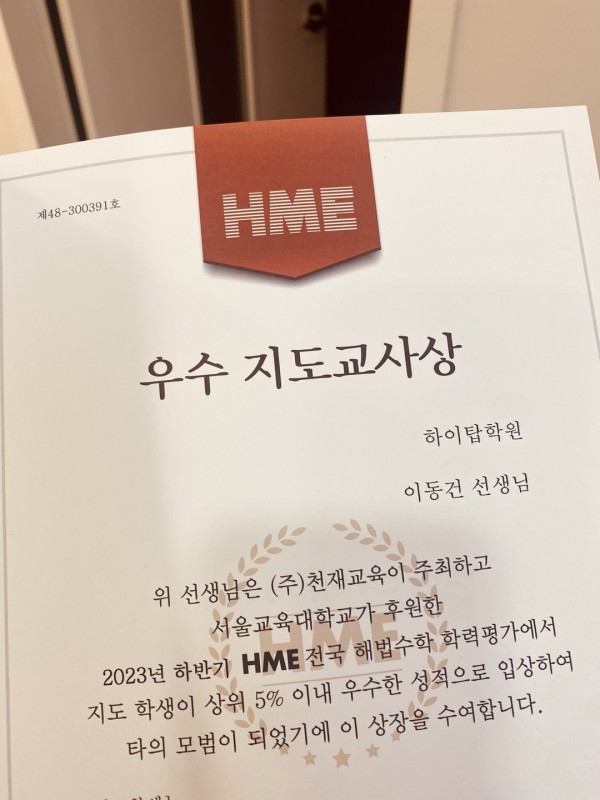 HME
제48-300391호
우수 지도교사상
하이탑학원
이동건 선생님
위 선생님은 (주)천재교육이 주최하고
서울교육대학교가 후원한
2023년 하반기 HME 전국 해법수학 학력평가에서
지도 학생이 상위 5% 이내 우수한 성적으로 입상하여
타의 모범이 되었기에 이 상장을 수여합니다.
HME